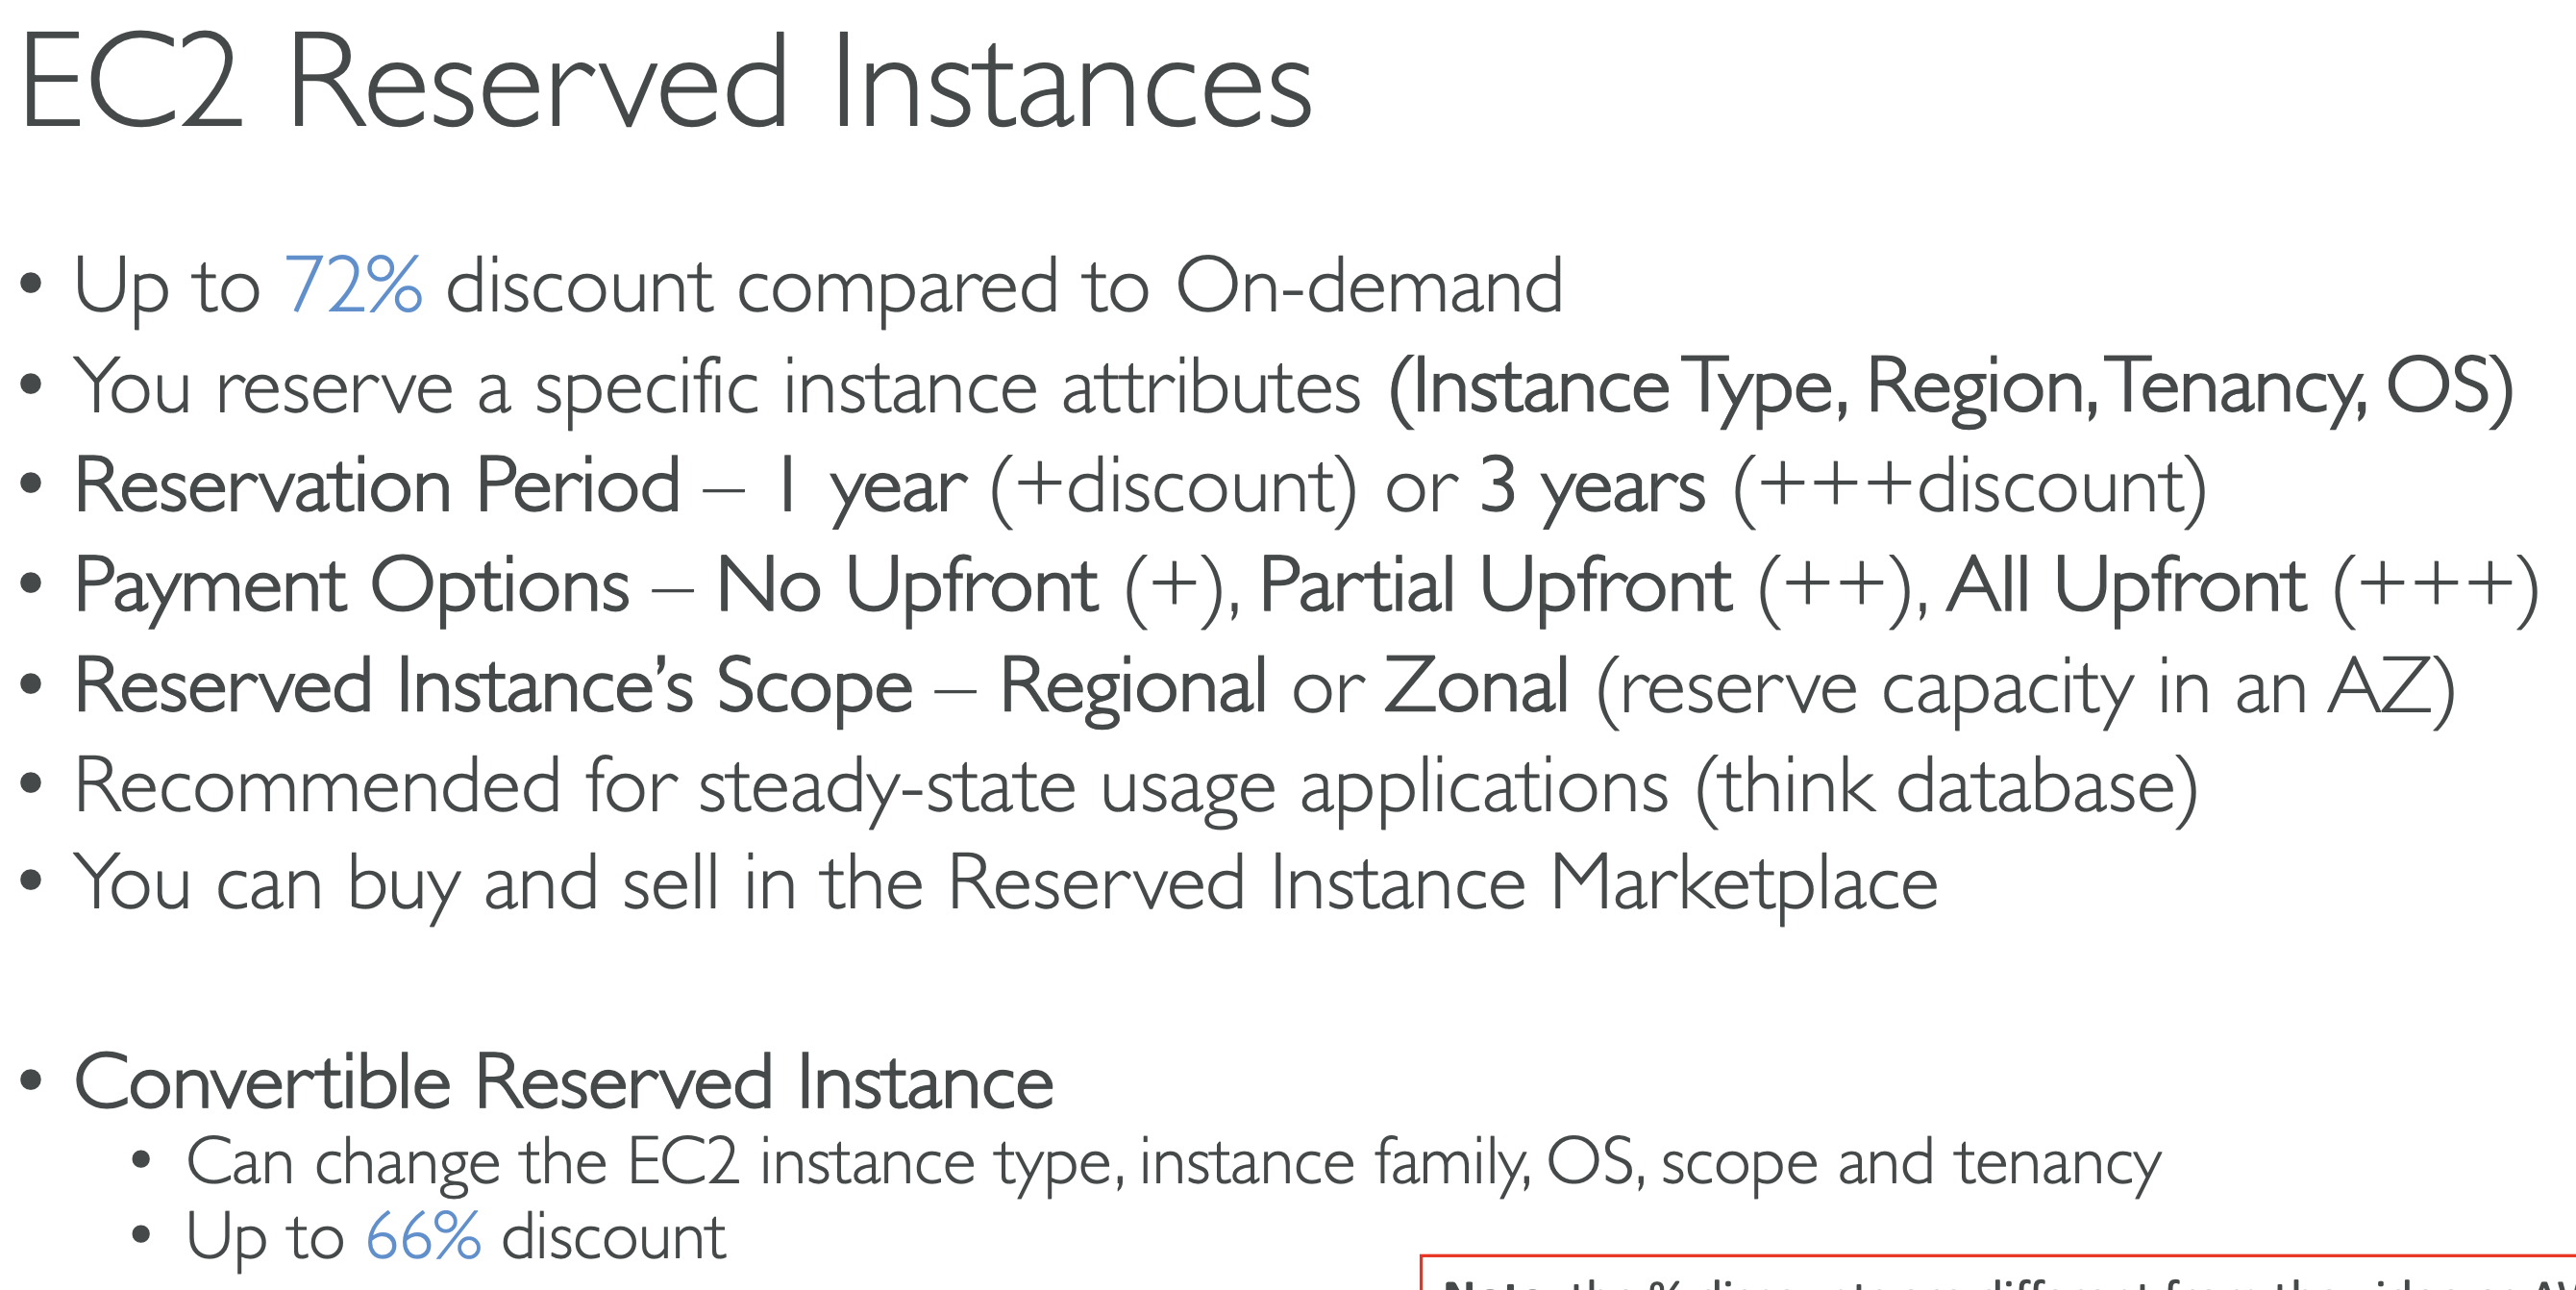 EC2 Reserved Instances
• Up to 72% discount compared to On-demand
• You reserve a specific instance attributes (Instance Type, Region, Tenancy, OS)
• Reservation Period – 1 year (+discount) or 3 years (+++discount)
• Payment Options – No Upfront (+), Partial Upfront (++), All Upfront (+++)
• Reserved Instance’s Scope – Regional or Zonal (reserve capacity in an AZ)
• Recommended for steady-state usage applications (think database)
• You can buy and sell in the Reserved Instance Marketplace
• Convertible Reserved Instance
• Can change the EC2 instance type, instance family, OS, scope and tenancy
• Up to 66% discount